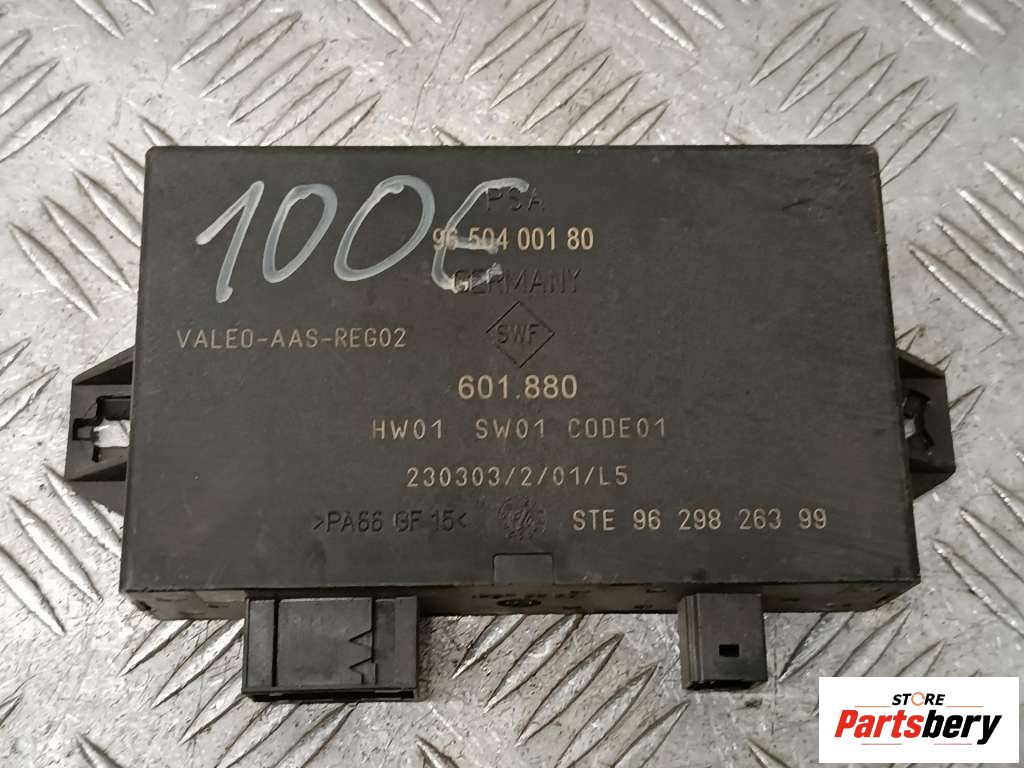 100€
PSA
96 504 001 80
GERMANY
SWF
VALEO-AAS-REG02
601.880
HW01 SW01 CODE01
230303/2/01/L5
>PA66 GF 15<
STE 96 298 263 99
STORE
Partsbery